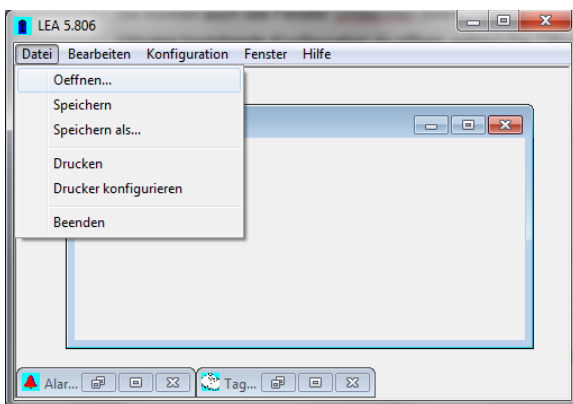 LEA 5.806
Datei Bearbeiten Konfiguration Fenster Hilfe
Oeffnen...
Speichern
Speichern als...
Drucken
Drucker konfigurieren
Beenden
Alar... Tag...